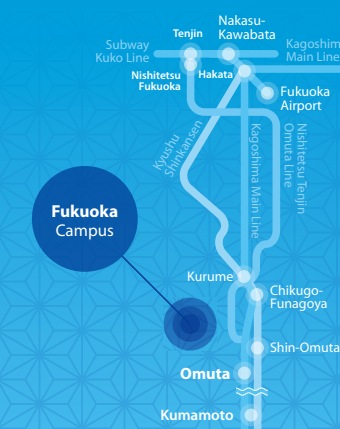 Nakasu-
Kawabata
Tenjin
Subway
Kuko Line
Kagoshima
Main Line
Nishitetsu
Fukuoka
Hakata
Fukuoka
Airport
Kyushu
Shinkansen
Kagoshima Main Line
Nishitetsu Tenjin
Omuta Line
Fukuoka
Campus
Kurume
Chikugo-
Funagoya
Shin-Omuta
Omuta
Kumamoto